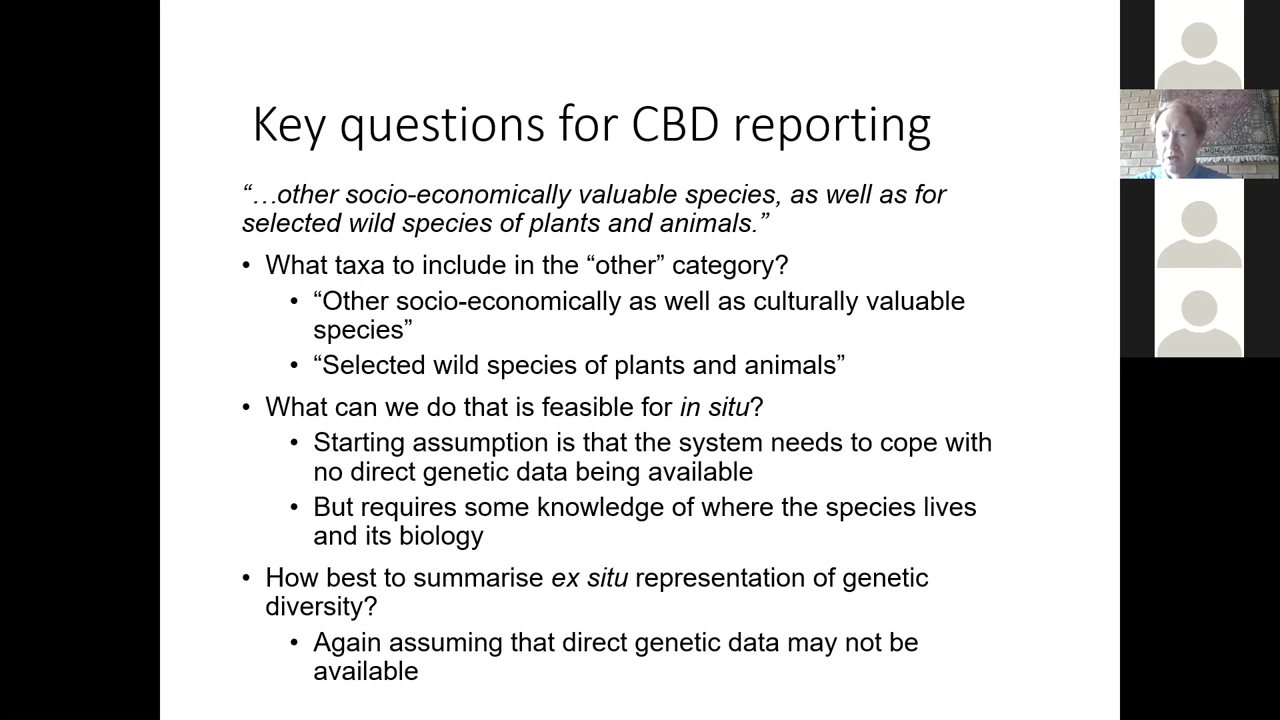 Key questions for CBD reporting
“…other socio-economically valuable species, as well as for
selected wild species of plants and animals.”
• What taxa to include in the “other” category?
• “Other socio-economically as well as culturally valuable
species”
• “Selected wild species of plants and animals”
• What can we do that is feasible for in situ?
• Starting assumption is that the system needs to cope with
no direct genetic data being available
• But requires some knowledge of where the species lives
and its biology
• How best to summarise ex situ representation of genetic
diversity?
• Again assuming that direct genetic data may not be
available